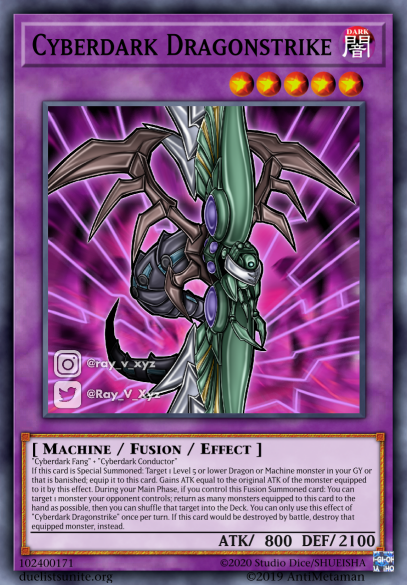 CYBERDARK DRAGONSTRIKE
DARK
闇
@ray_v_xyz
@Ray_V_Xyz
[ MACHINE / FUSION / EFFECT ]
"Cyberdark Fang" + "Cyberdark Conductor"
If this card is Special Summoned: Target 1 Level 5 or lower Dragon or Machine monster in your GY or
that is banished; equip it to this card. Gains ATK equal to the original ATK of the monster equipped
to it by this effect. During your Main Phase, if you control this Fusion Summoned card: You can
target 1 monster your opponent controls; return as many monsters equipped to this card to the
hand as possible, then you can shuffle that target into the Deck. You can only use this effect of
"Cyberdark Dragonstrike" once per turn. If this card would be destroyed by battle, destroy that
equipped monster, instead.
ATK/ 800 DEF/2100
102400171
©2020 Studio Dice/SHUEISHA
duelistsunite.org
©2019 AntiMetaman